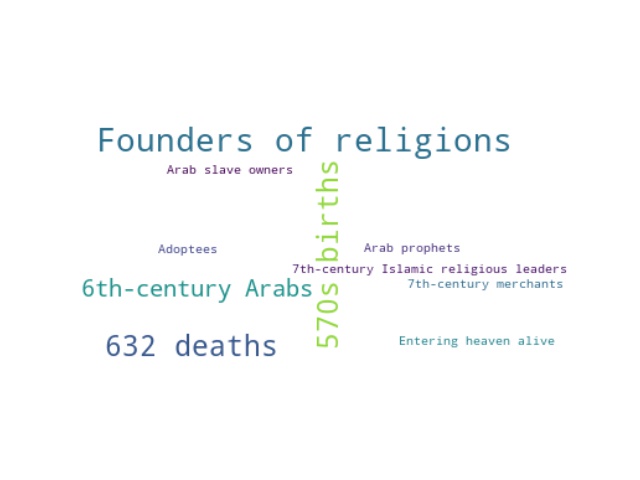 Founders of religions
Arab slave owners
570s births
Adoptees
Arab prophets
7th-century Islamic religious leaders
6th-century Arabs
7th-century merchants
632 deaths
Entering heaven alive